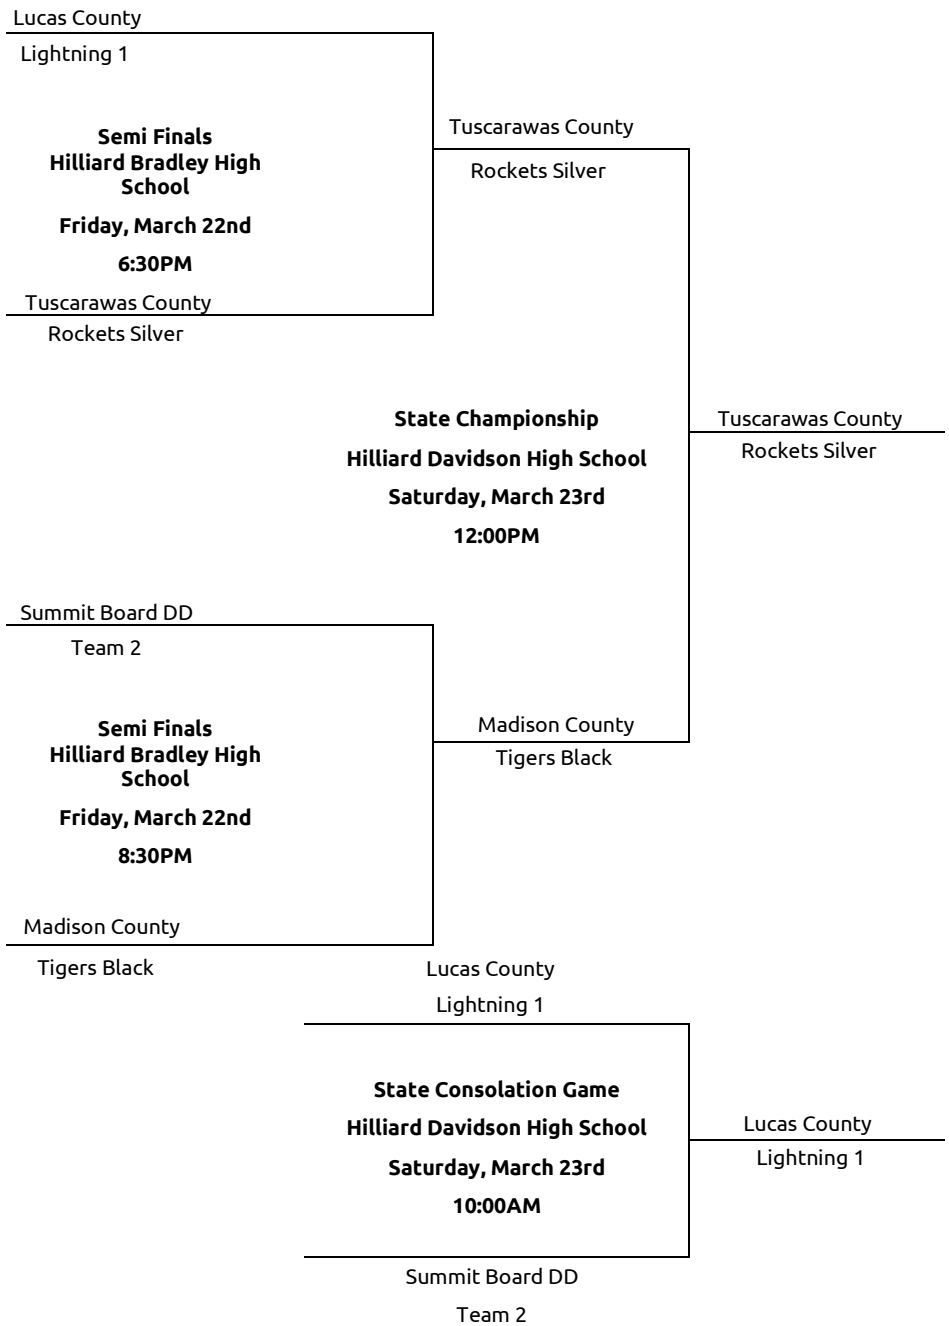 Lucas County
Lightning 1
Semi Finals
Hilliard Bradley High
School
Friday, March 22nd
6:30PM
Tuscarawas County
Rockets Silver
Tuscarawas County
Rockets Silver
State Championship
Hilliard Davidson High School
Saturday, March 23rd
12:00PM
Tuscarawas County
Rockets Silver
Summit Board DD
Team 2
Semi Finals
Hilliard Bradley High
School
Friday, March 22nd
8:30PM
Madison County
Tigers Black
Madison County
Tigers Black
Lucas County
Lightning 1
State Consolation Game
Hilliard Davidson High School
Saturday, March 23rd
10:00AM
Lucas County
Lightning 1
Summit Board DD
Team 2